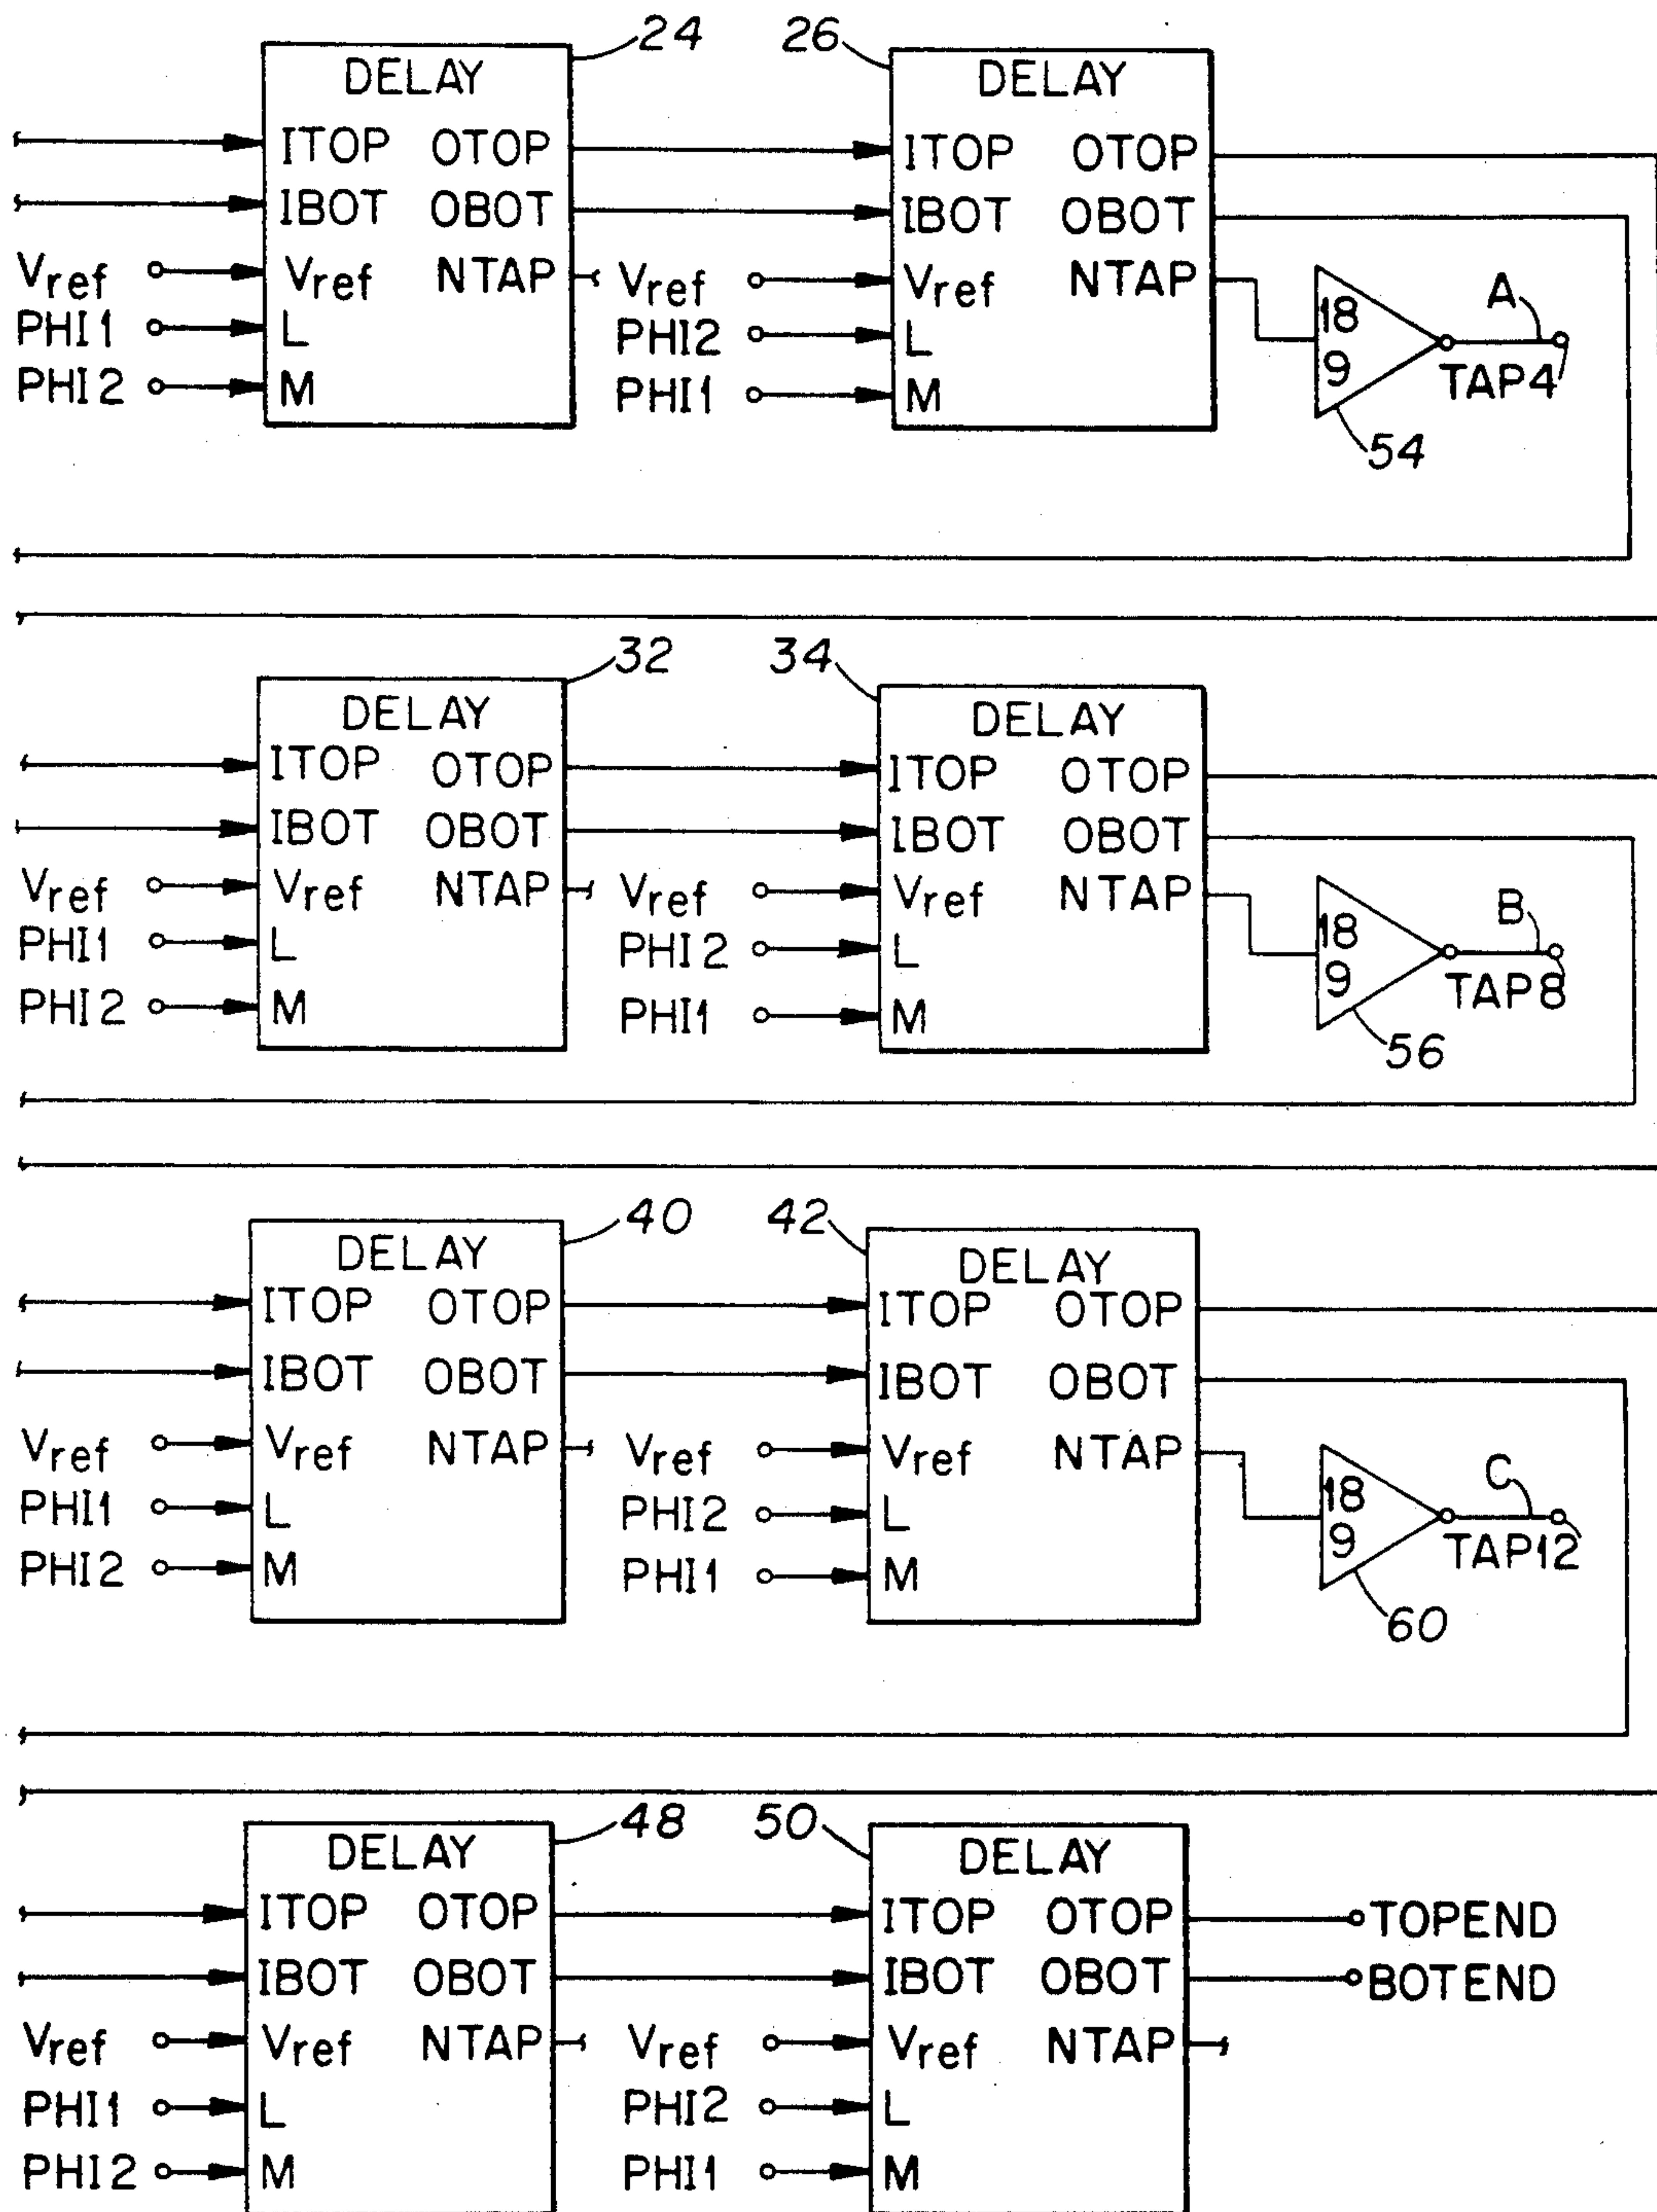 24
26
DELAY
DELAY
ITOP OTOP
ITOP OTOP
IBOT OBOT
IBOT OBOT
Vref
Vref NTAP
Vref
Vref NTAP
PHI1
L
PHI2
L
PHI2
M
PHI1
M
18
9
A
TAP4
54
32
34
DELAY
DELAY
ITOP OTOP
ITOP OTOP
IBOT OBOT
IBOT OBOT
Vref
Vref NTAP
Vref
Vref NTAP
PHI1
L
PHI2
L
PHI2
M
PHI1
M
18
9
B
TAP8
56
40
42
DELAY
DELAY
ITOP OTOP
ITOP OTOP
IBOT OBOT
IBOT OBOT
Vref
Vref NTAP
Vref
Vref NTAP
PHI1
L
PHI2
L
PHI2
M
PHI1
M
18
9
C
TAP12
60
48
50
DELAY
DELAY
ITOP OTOP
ITOP OTOP
TOPEND
IBOT OBOT
IBOT OBOT
BOTEND
Vref
Vref NTAP
Vref
Vref NTAP
PHI1
L
PHI2
L
PHI2
M
PHI1
M